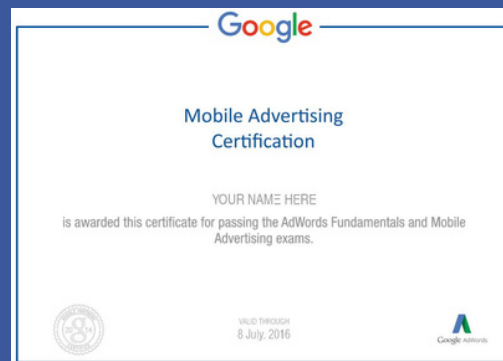 Google
Mobile Advertising
Certification
YOUR NAME HERE
is awarded this certificate for passing the AdWords Fundamentals and Mobile
Advertising exams.
VALID THROUGH
8 July, 2016
Google AdWords